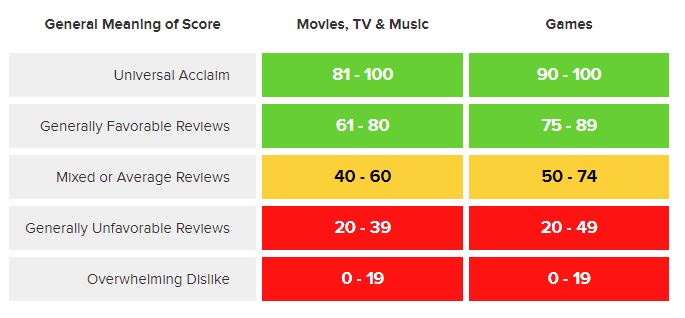 General Meaning of Score Movies, TV & Music Games
Universal Acclaim 81 - 100 90 - 100
Generally Favorable Reviews 61 - 80 75 - 89
Mixed or Average Reviews 40 - 60 50 - 74
Generally Unfavorable Reviews 20 - 39 20 - 49
Overwhelming Dislike 0 - 19 0 - 19